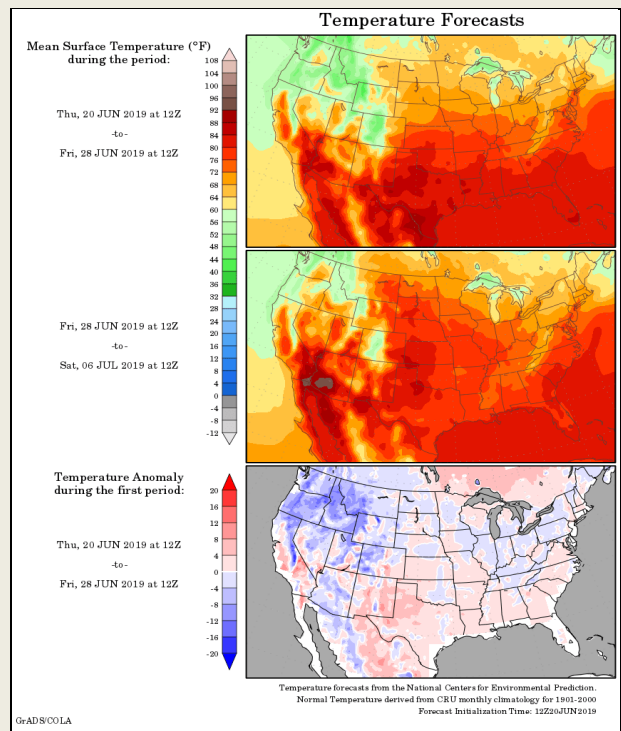 Temperature Forecasts
Mean Surface Temperature (°F)
during the period:
Thu, 20 JUN 2019 at 12Z
-to-
Fri, 28 JUN 2019 at 12Z
108
104
100
96
92
88
84
80
76
72
68
64
60
56
52
48
44
40
36
32
28
24
20
16
12
8
4
0
-4
-8
-12
Fri, 28 JUN 2019 at 12Z
-to-
Sat, 06 JUL 2019 at 12Z
Temperature Anomaly
during the first period:
Thu, 20 JUN 2019 at 12Z
-to-
Fri, 28 JUN 2019 at 12Z
20
16
12
8
4
0
-4
-8
-12
-16
-20
Temperature forecasts from the National Centers for Environmental Prediction.
Normal Temperature derived from CRU monthly climatology for 1901-2000
Forecast Initialization Time: 12Z20JUN2019
GrADS/COLA